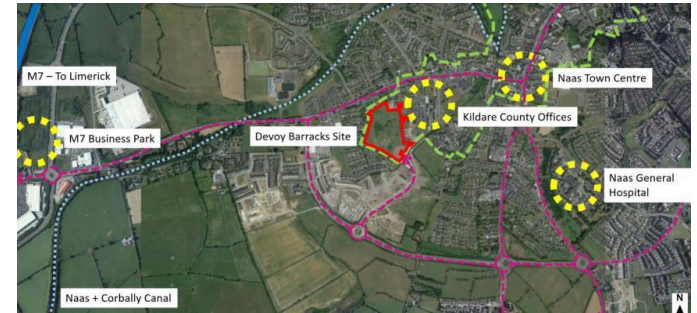 M7 – To Limerick
Naas Town Centre
M7 Business Park
Kildare County Offices
Devoy Barracks Site
Naas General
Hospital
Naas + Corbally Canal
N